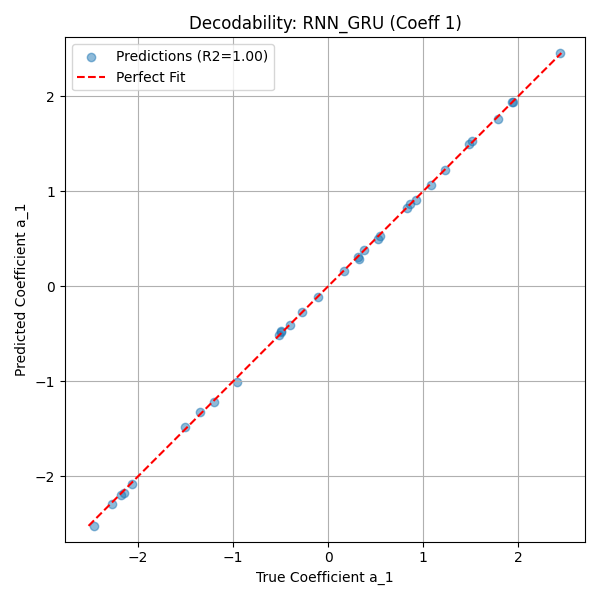 Decodability: RNN_GRU (Coeff 1)
Predictions (R2=1.00)
Perfect Fit
2
1
0
−1
−2
Predicted Coefficient a_1
−2
−1
0
1
2
True Coefficient a_1